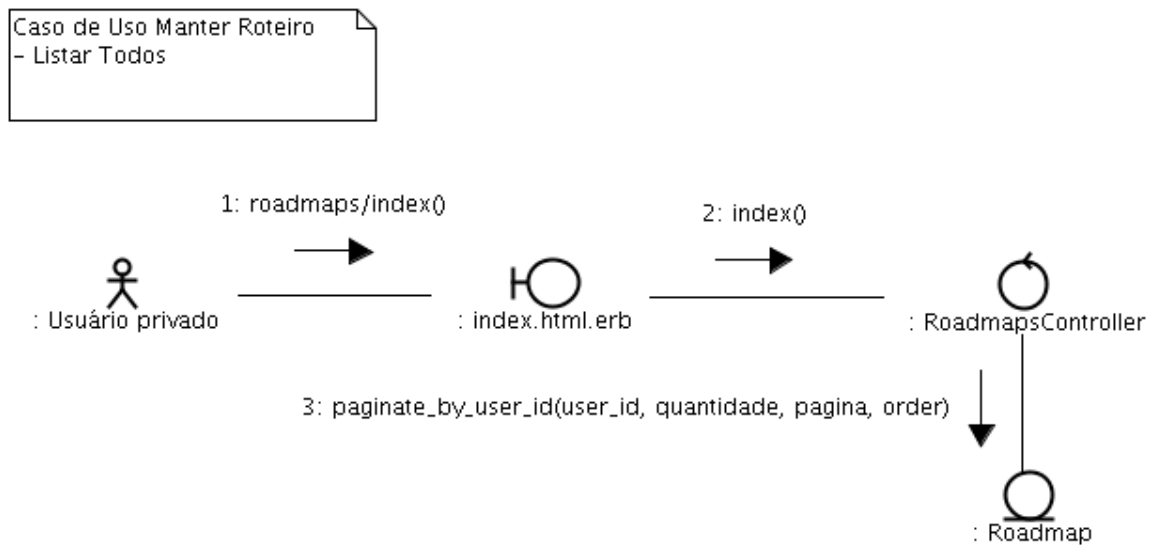 Caso de Uso Manter Roteiro
– Listar Todos
1: roadmaps/index()
2: index()
: Usuário privado
: index.html.erb
: RoadmapsController
3: paginate_by_user_id(user_id, quantidade, pagina, order)
: Roadmap